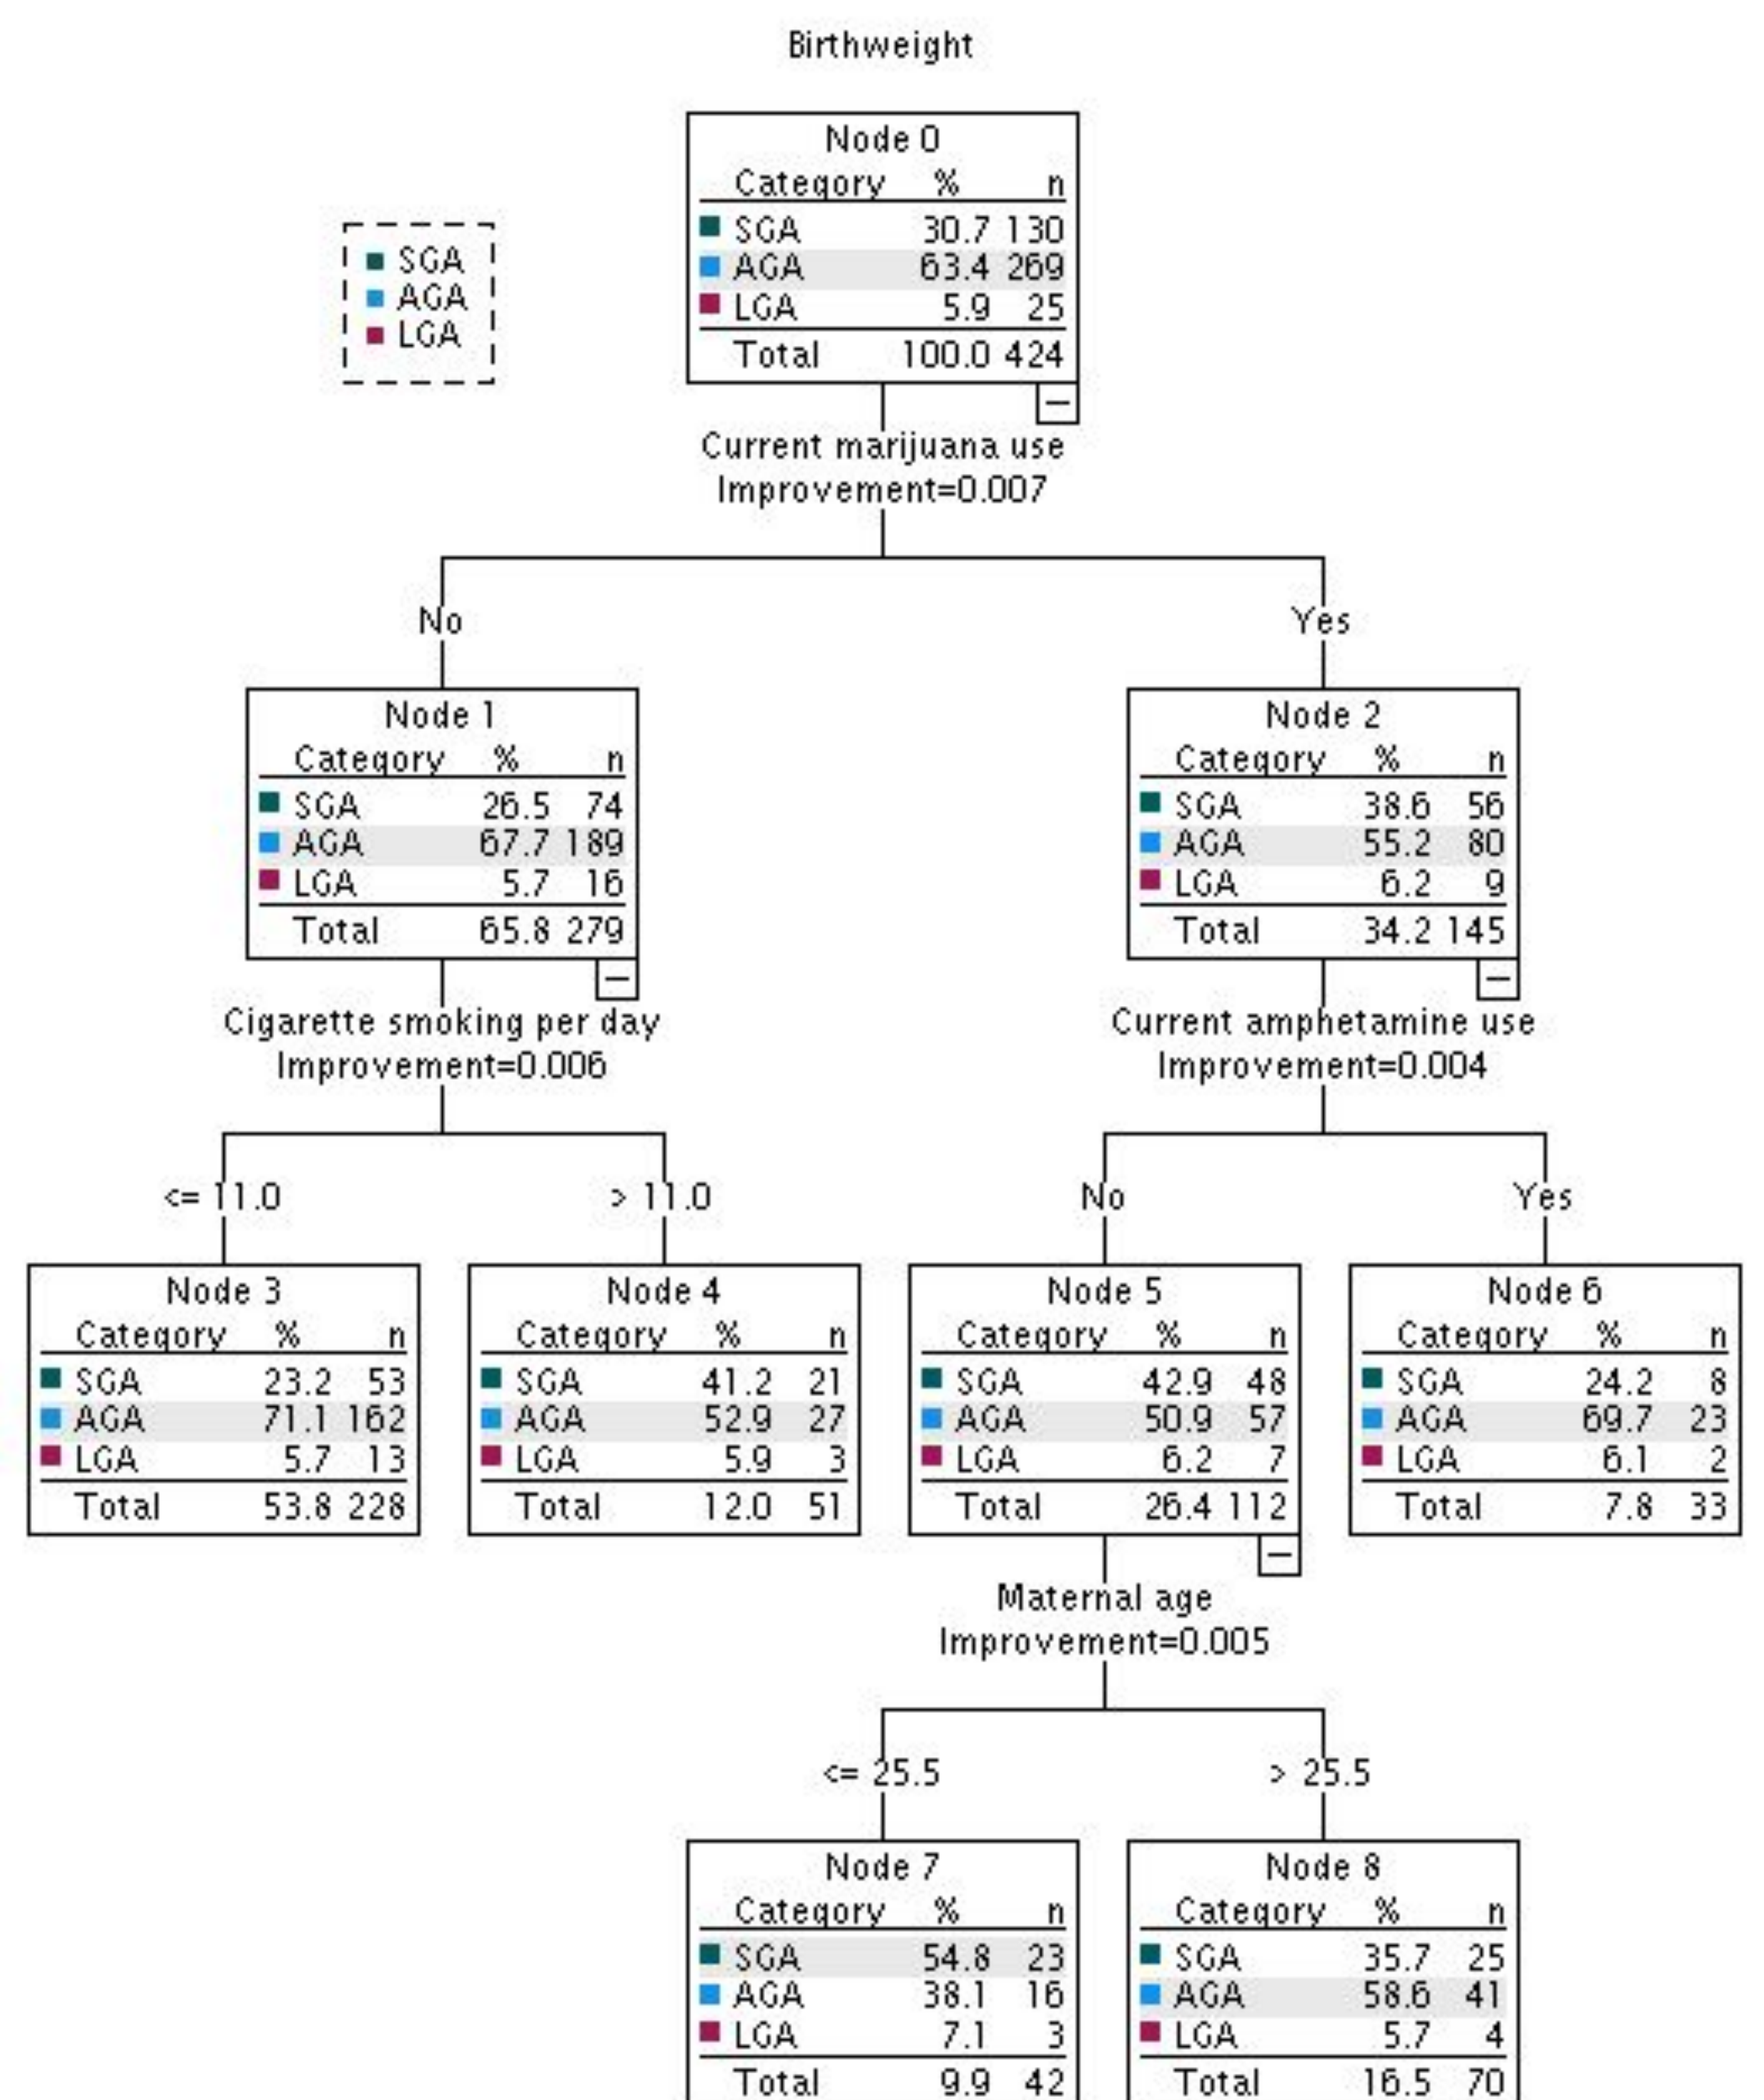 Birthweight
SGA
AGA
LGA
Node 0
Category % n
SGA 30.7 130
AGA 63.4 269
LGA 5.9 25
Total 100.0 424
Current marijuana use
Improvement=0.007
No
Yes
Node 1
Category % n
SGA 26.5 74
AGA 67.7 189
LGA 5.7 16
Total 65.8 279
Node 2
Category % n
SGA 38.6 56
AGA 55.2 80
LGA 6.2 9
Total 34.2 145
Cigarette smoking per day
Improvement=0.006
Current amphetamine use
Improvement=0.004
<= 11.0
> 11.0
No
Yes
Node 3
Category % n
SGA 23.2 53
AGA 71.1 162
LGA 5.7 13
Total 53.8 228
Node 4
Category % n
SGA 41.2 21
AGA 52.9 27
LGA 5.9 3
Total 12.0 51
Node 5
Category % n
SGA 42.9 48
AGA 50.9 57
LGA 6.2 7
Total 26.4 112
Node 6
Category % n
SGA 24.2 8
AGA 69.7 23
LGA 6.1 2
Total 7.8 33
Maternal age
Improvement=0.005
<= 25.5
> 25.5
Node 7
Category % n
SGA 54.8 23
AGA 38.1 16
LGA 7.1 3
Total 9.9 42
Node 8
Category % n
SGA 35.7 25
AGA 58.6 41
LGA 5.7 4
Total 16.5 70